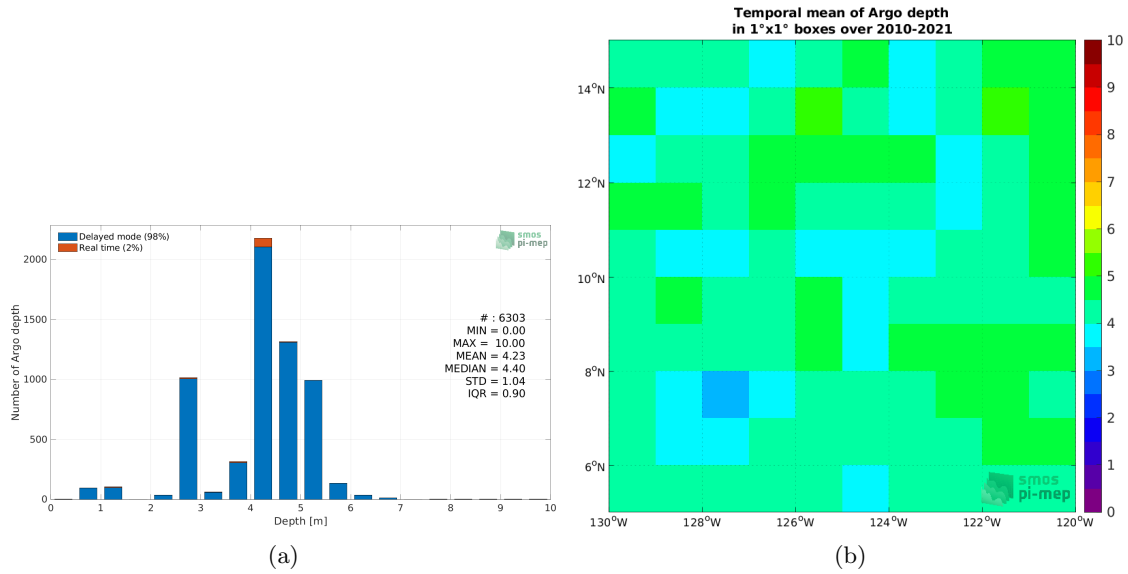 Delayed mode (98%)
Real time (2%)
smos
pi-mep
Number of Argo depth
2000
1500
1000
500
0
# : 6303
MIN = 0.00
MAX = 10.00
MEAN = 4.23
MEDIAN = 4.40
STD = 1.04
IQR = 0.90
0 1 2 3 4 5 6 7 8 9 10
Depth [m]
(a)
Temporal mean of Argo depth
in 1°x1° boxes over 2010-2021
14°N
12°N
10°N
8°N
6°N
130°W 128°W 126°W 124°W 122°W 120°W
smos
pi-mep
10
9
8
7
6
5
4
3
2
1
0
(b)